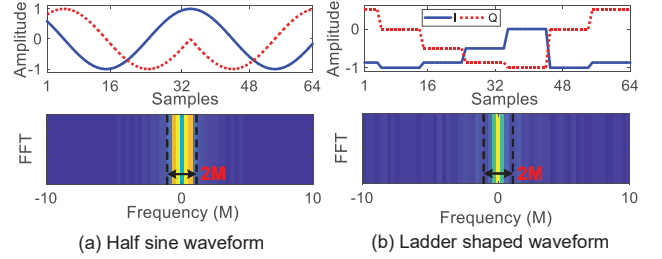 Amplitude
1
0
-1
1
16
32
48
64
Samples
FFT
2M
-10
0
10
Frequency (M)
(a) Half sine waveform
Amplitude
I Q
0
-1
1
16
32
48
64
Samples
FFT
2M
-10
0
10
Frequency (M)
(b) Ladder shaped waveform